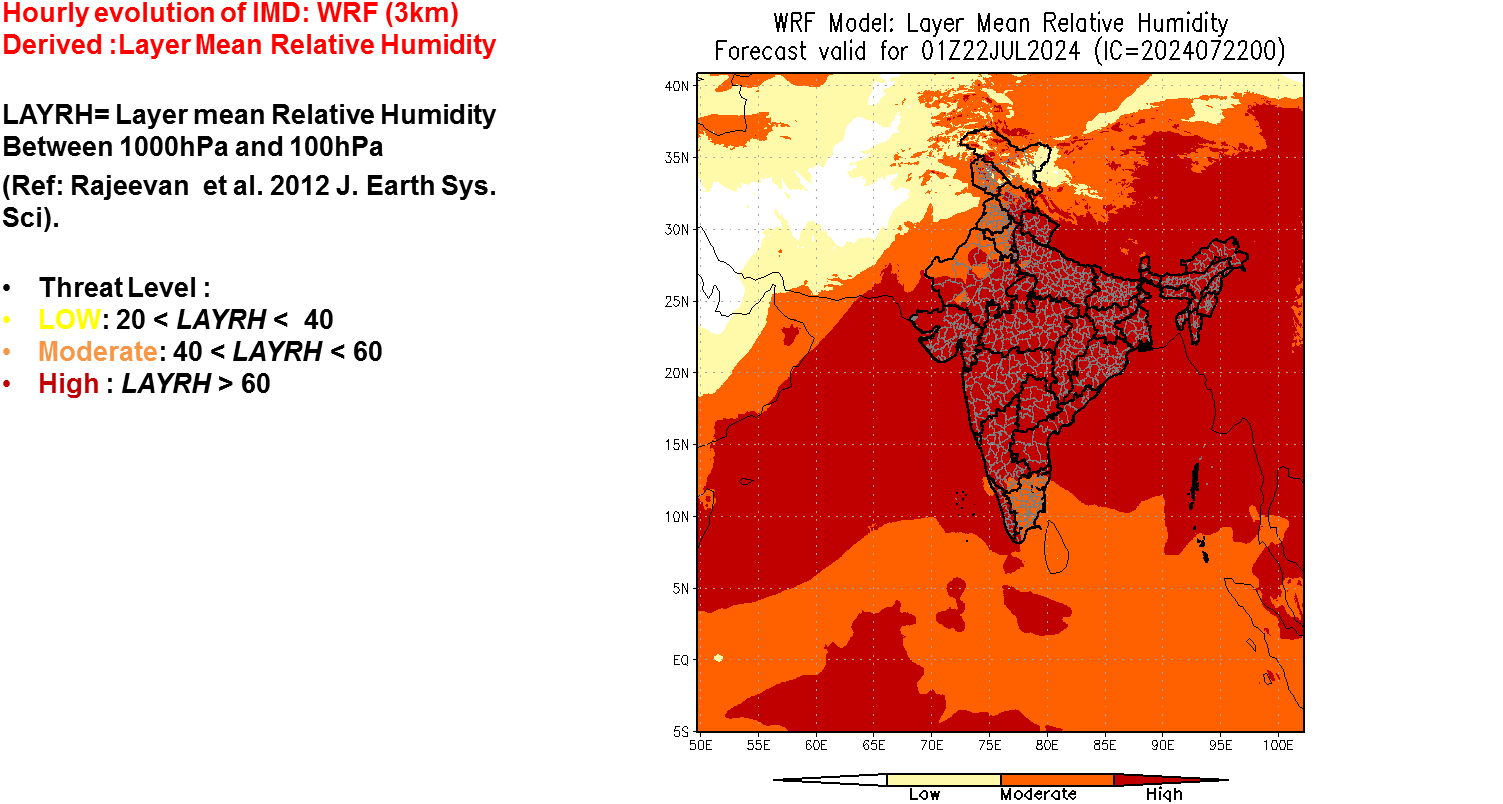 Hourly evolution of IMD: WRF (3km)
Derived :Layer Mean Relative Humidity
LAYRH= Layer mean Relative Humidity
Between 1000hPa and 100hPa
(Ref: Rajeevan et al. 2012 J. Earth Sys.
Sci).
• Threat Level :
• LOW: 20 < LAYRH < 40
• Moderate: 40 < LAYRH < 60
• High : LAYRH > 60
WRF Model: Layer Mean Relative Humidity
Forecast valid for 01Z22JUL2024 (IC=2024072200)
40N
35N
30N
25N
20N
15N
10N
5N
EQ
5S
50E 55E 60E 65E 70E 75E 80E 85E 90E 95E 100E
Low Moderate High